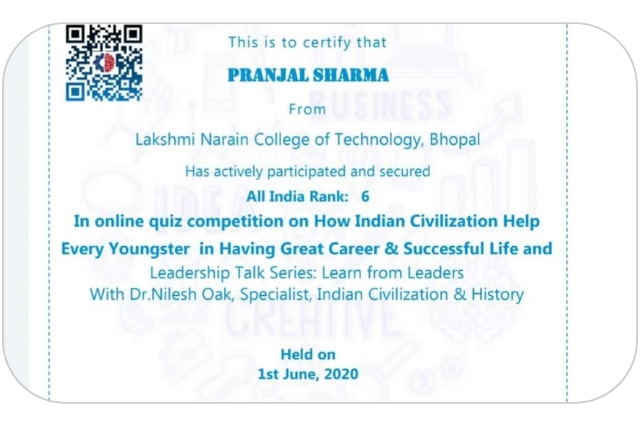 This is to certify that
PRANJAL SHARMA
From
BUSINESS
Lakshmi Narain College of Technology, Bhopal
Has actively participated and secured
All India Rank: 6
IDEA
In online quiz competition on How Indian Civilization Help
Every Youngster in Having Great Career & Successful Life and
Leadership Talk Series: Learn from Leaders
With Dr.Nilesh Oak, Specialist, Indian Civilization & History
CREATIVE
Held on
1st June, 2020